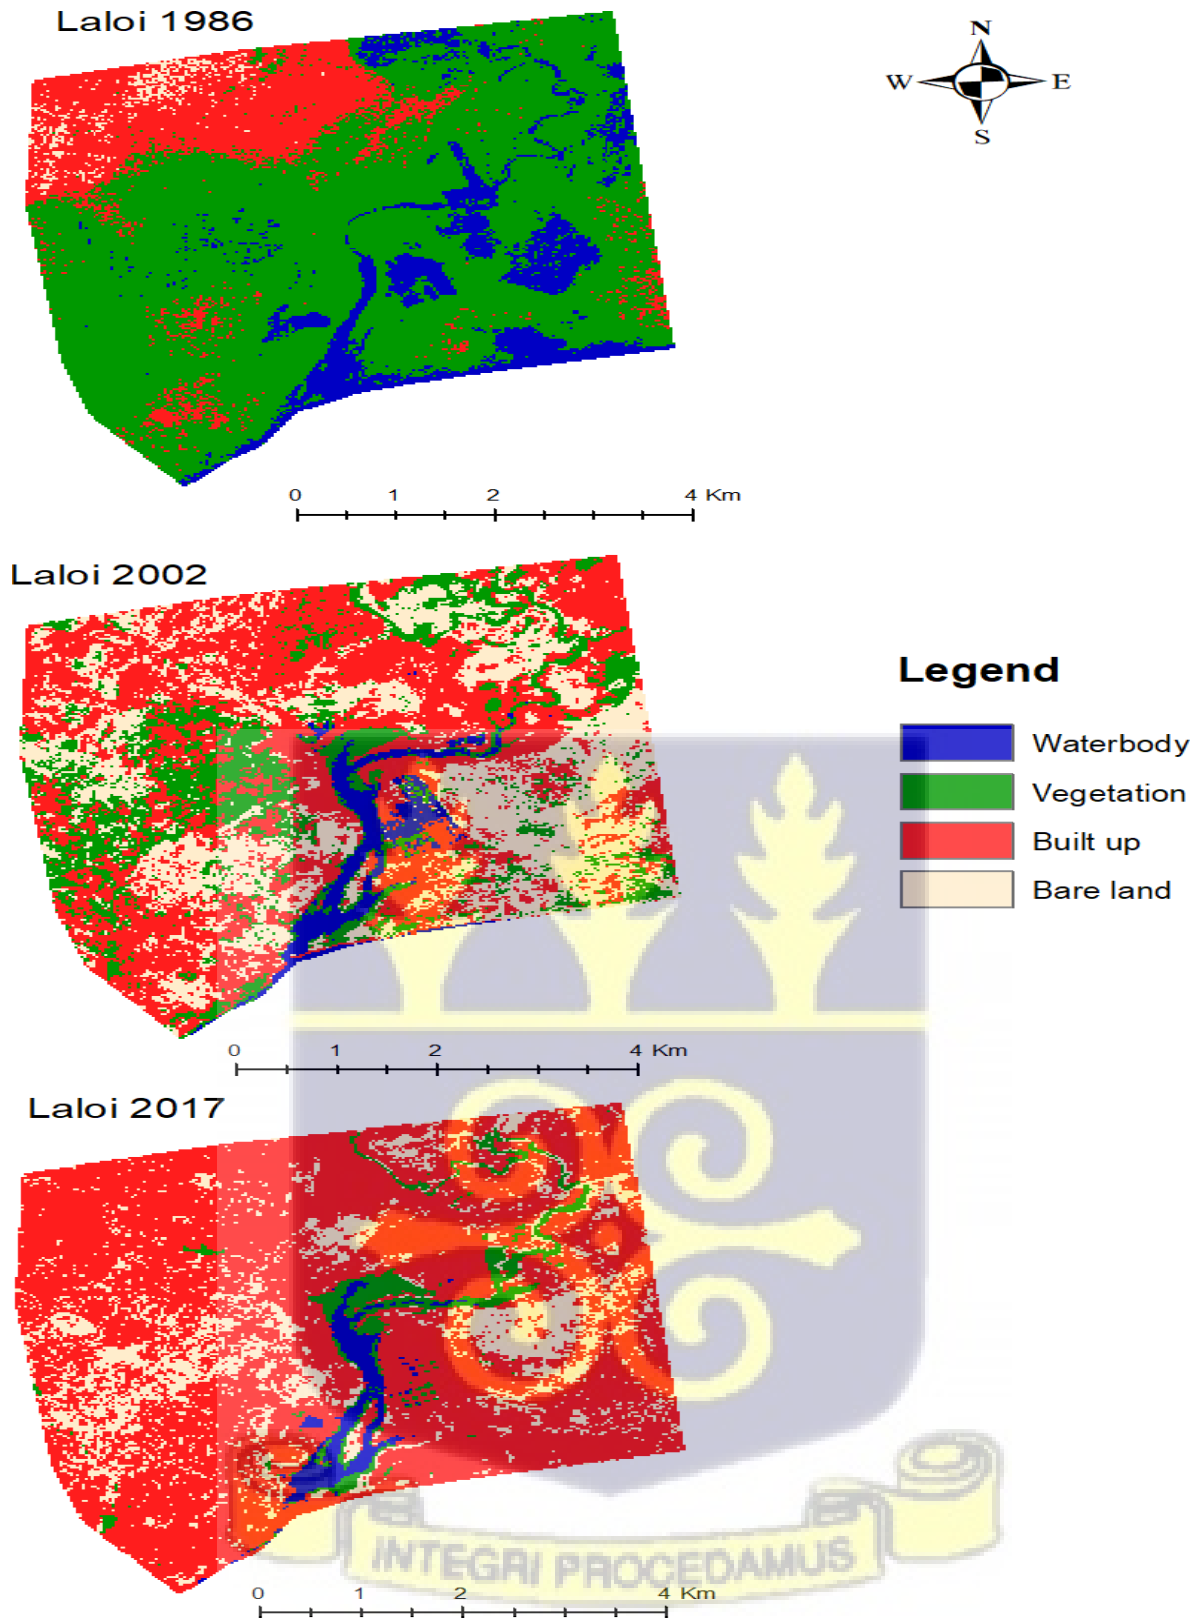 Laloi 1986
N
W E
S
0 1 2 4 Km
Laloi 2002
Legend
Waterbody
Vegetation
Built up
Bare land
0 1 2 4 Km
Laloi 2017
INTEGRI PROCEDAMUS
0 1 2 4 Km